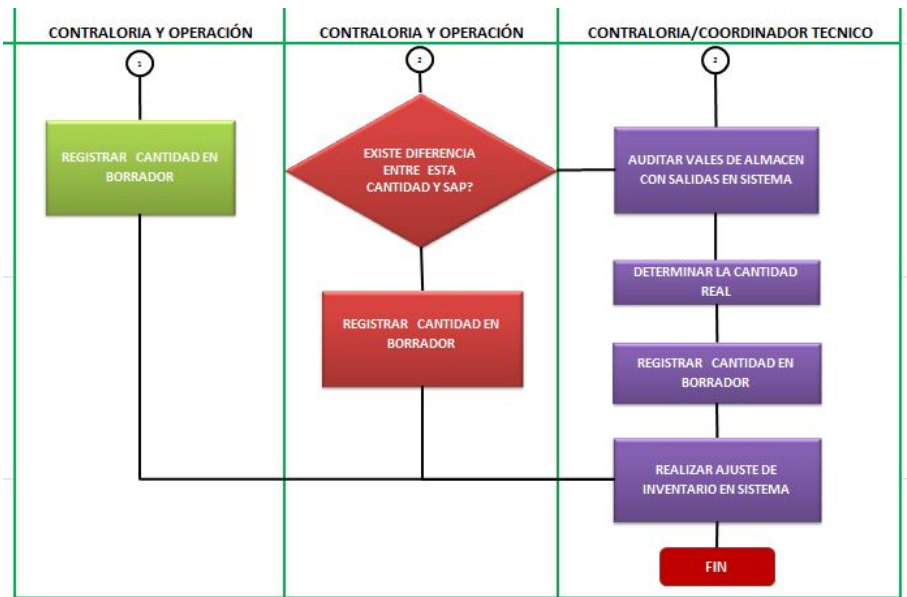 CONTRALORIA Y OPERACIÓN
CONTRALORIA Y OPERACIÓN
CONTRALORIA/COORDINADOR TECNICO
1
2
2
REGISTRAR CANTIDAD EN
BORRADOR
EXISTE DIFERENCIA
ENTRE ESTA
CANTIDAD Y SAP?
AUDITAR VALES DE ALMACEN
CON SALIDAS EN SISTEMA
DETERMINAR LA CANTIDAD
REAL
REGISTRAR CANTIDAD EN
BORRADOR
REGISTRAR CANTIDAD EN
BORRADOR
REALIZAR AJUSTE DE
INVENTARIO EN SISTEMA
FIN